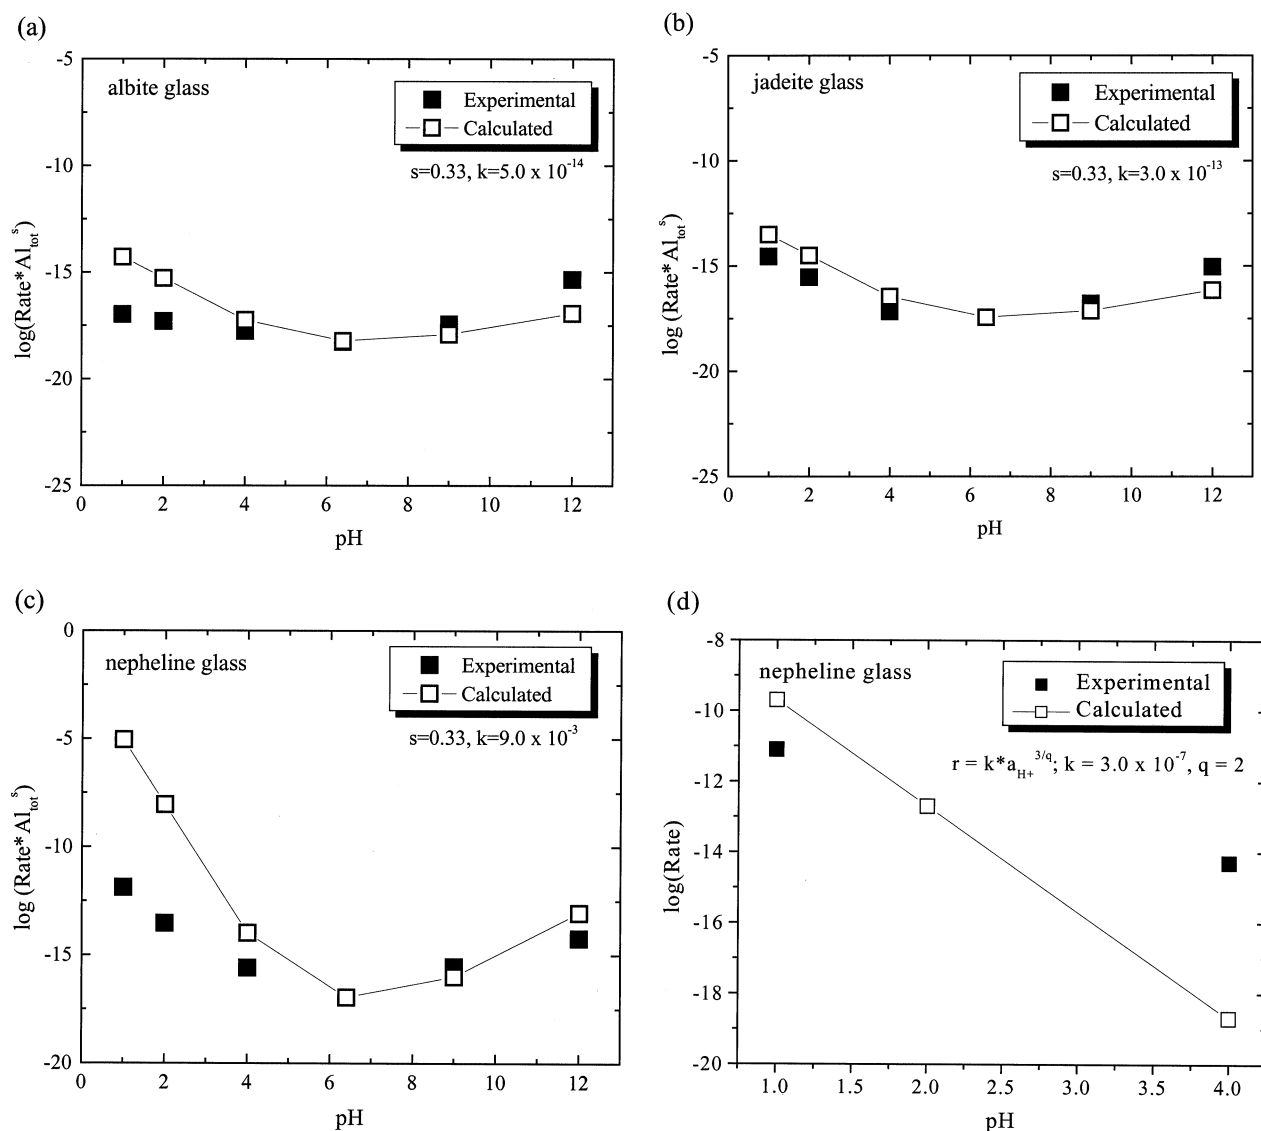 (a)
albite glass
Experimental
Calculated
s=0.33, k=5.0 x 10⁻¹⁴
log(Rate*Al_tot^s)
-5
-10
-15
-20
-25
0 2 4 6 8 10 12
pH
(b)
jadeite glass
Experimental
Calculated
s=0.33, k=3.0 x 10⁻¹³
log (Rate*Al_tot^s)
-5
-10
-15
-20
-25
0 2 4 6 8 10 12
pH
(c)
nepheline glass
Experimental
Calculated
s=0.33, k=9.0 x 10⁻³
log (Rate*Al_tot^s)
0
-5
-10
-15
-20
0 2 4 6 8 10 12
pH
(d)
nepheline glass
Experimental
Calculated
r = k*a_H+^3/q; k = 3.0 x 10⁻⁷, q = 2
log(Rate)
-8
-10
-12
-14
-16
-18
-20
1.0 1.5 2.0 2.5 3.0 3.5 4.0
pH